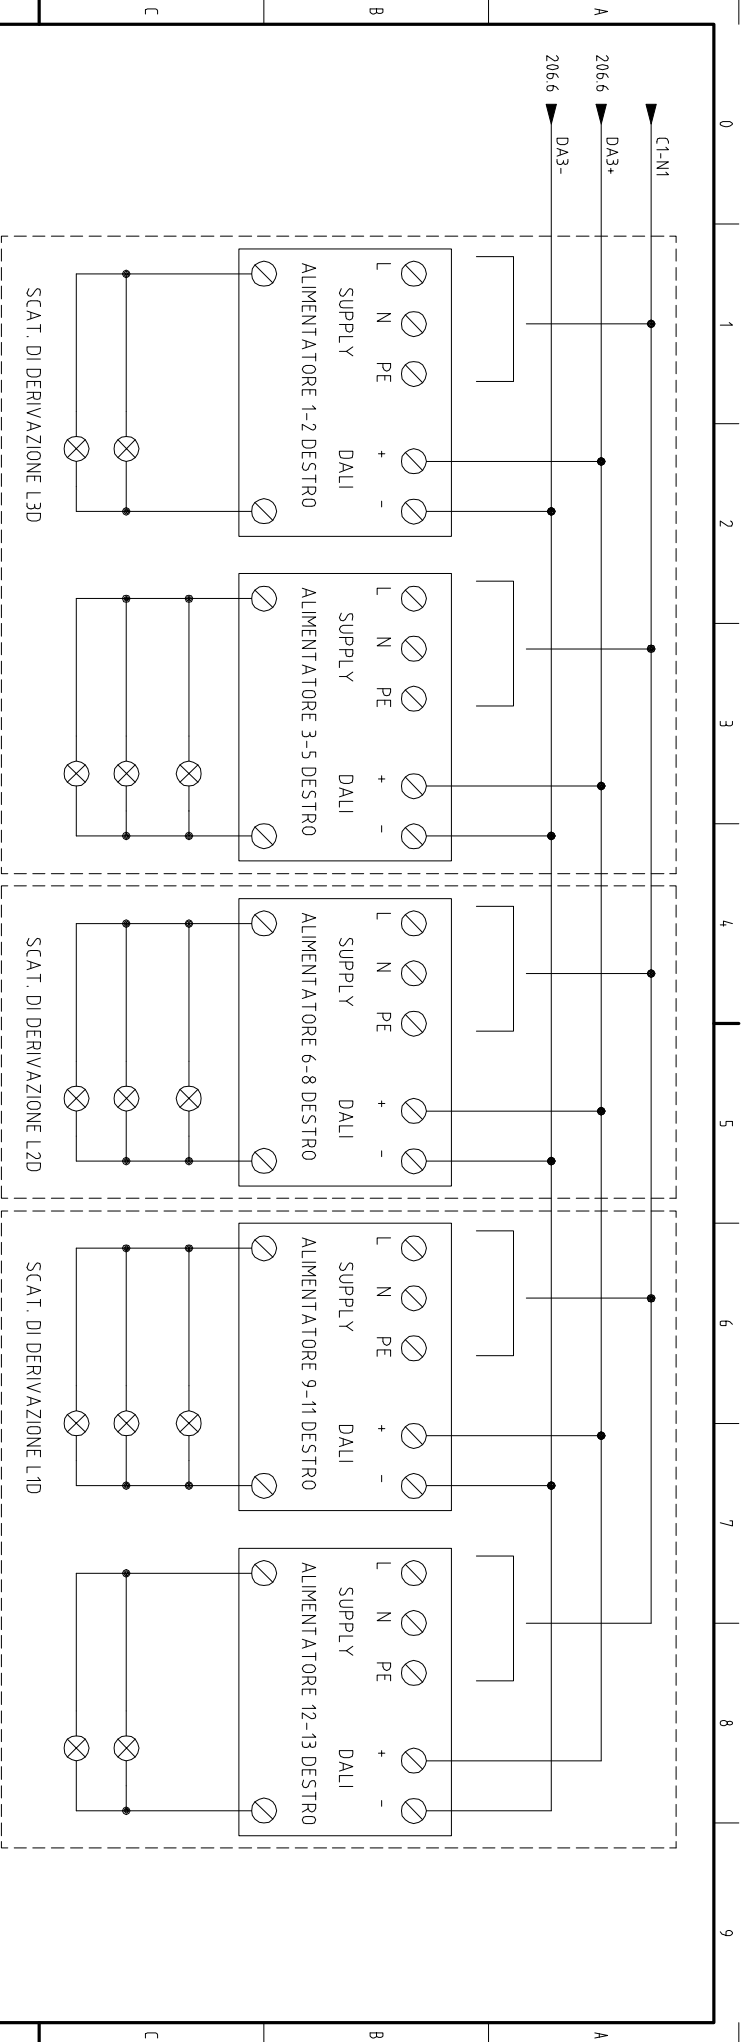 0 1 2 3 4 5 6 7 8 9
A A
C1-N1
206.6 DA3+
206.6 DA3-
B B
L N PE + -
SUPPLY DALI
ALIMENTATORE 1-2 DESTRO
L N PE + -
SUPPLY DALI
ALIMENTATORE 3-5 DESTRO
L N PE + -
SUPPLY DALI
ALIMENTATORE 6-8 DESTRO
L N PE + -
SUPPLY DALI
ALIMENTATORE 9-11 DESTRO
L N PE + -
SUPPLY DALI
ALIMENTATORE 12-13 DESTRO
C C
SCAT. DI DERIVAZIONE L3D
SCAT. DI DERIVAZIONE L2D
SCAT. DI DERIVAZIONE L1D